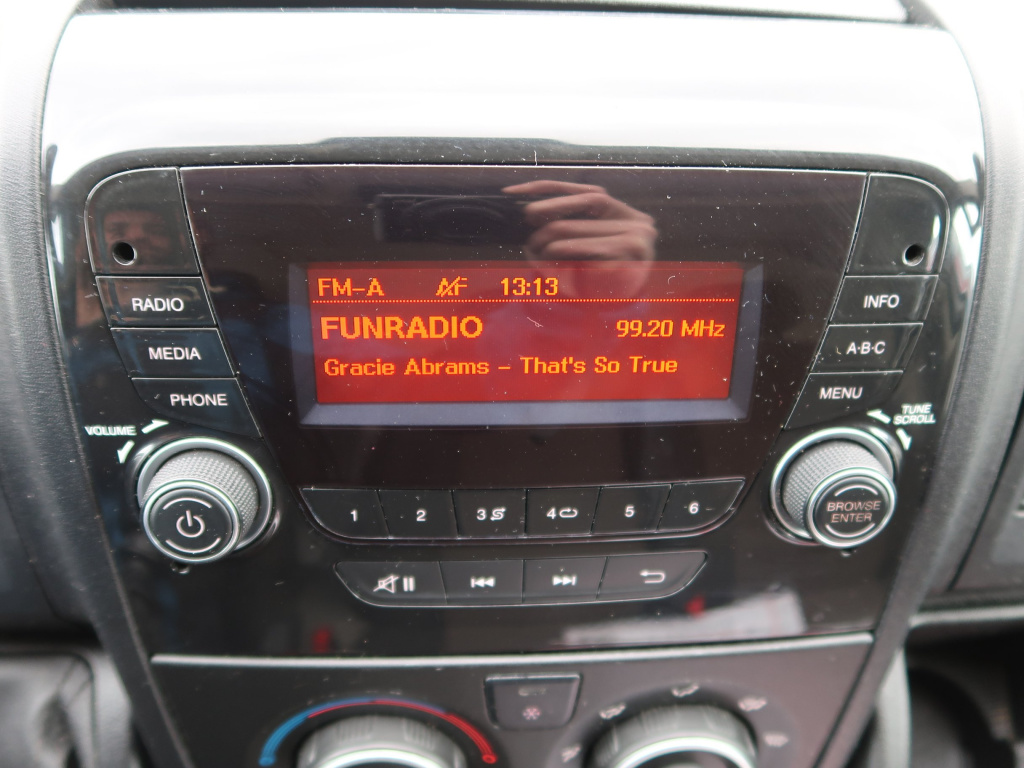 FM-A AF 13:13
FUNRADIO 99.20 MHz
Gracie Abrams - That's So True
RADIO
MEDIA
PHONE
VOLUME
INFO
A·B·C
MENU
TUNE
SCROLL
BROWSE
ENTER
1 2 3 4 5 6